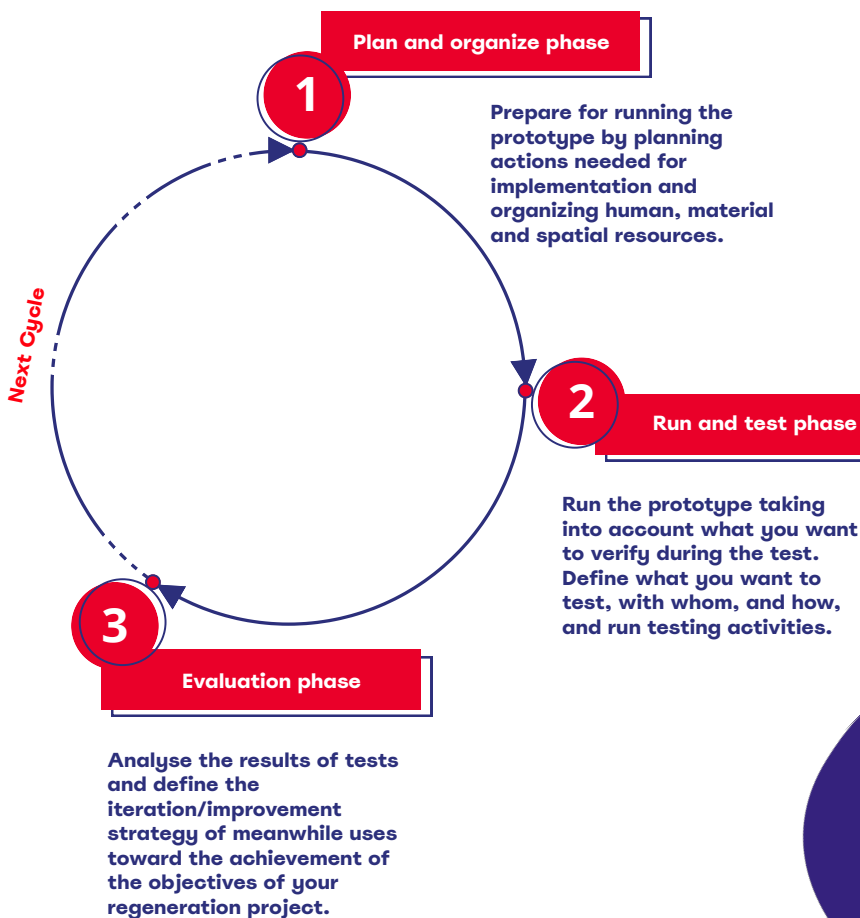 1
Plan and organize phase
Prepare for running the
prototype by planning
actions needed for
implementation and
organizing human, material
and spatial resources.
Next Cycle
2
Run and test phase
Run the prototype taking
into account what you want
to verify during the test.
Define what you want to
test, with whom, and how,
and run testing activities.
3
Evaluation phase
Analyse the results of tests
and define the
iteration/improvement
strategy of meanwhile uses
toward the achievement of
the objectives of your
regeneration project.